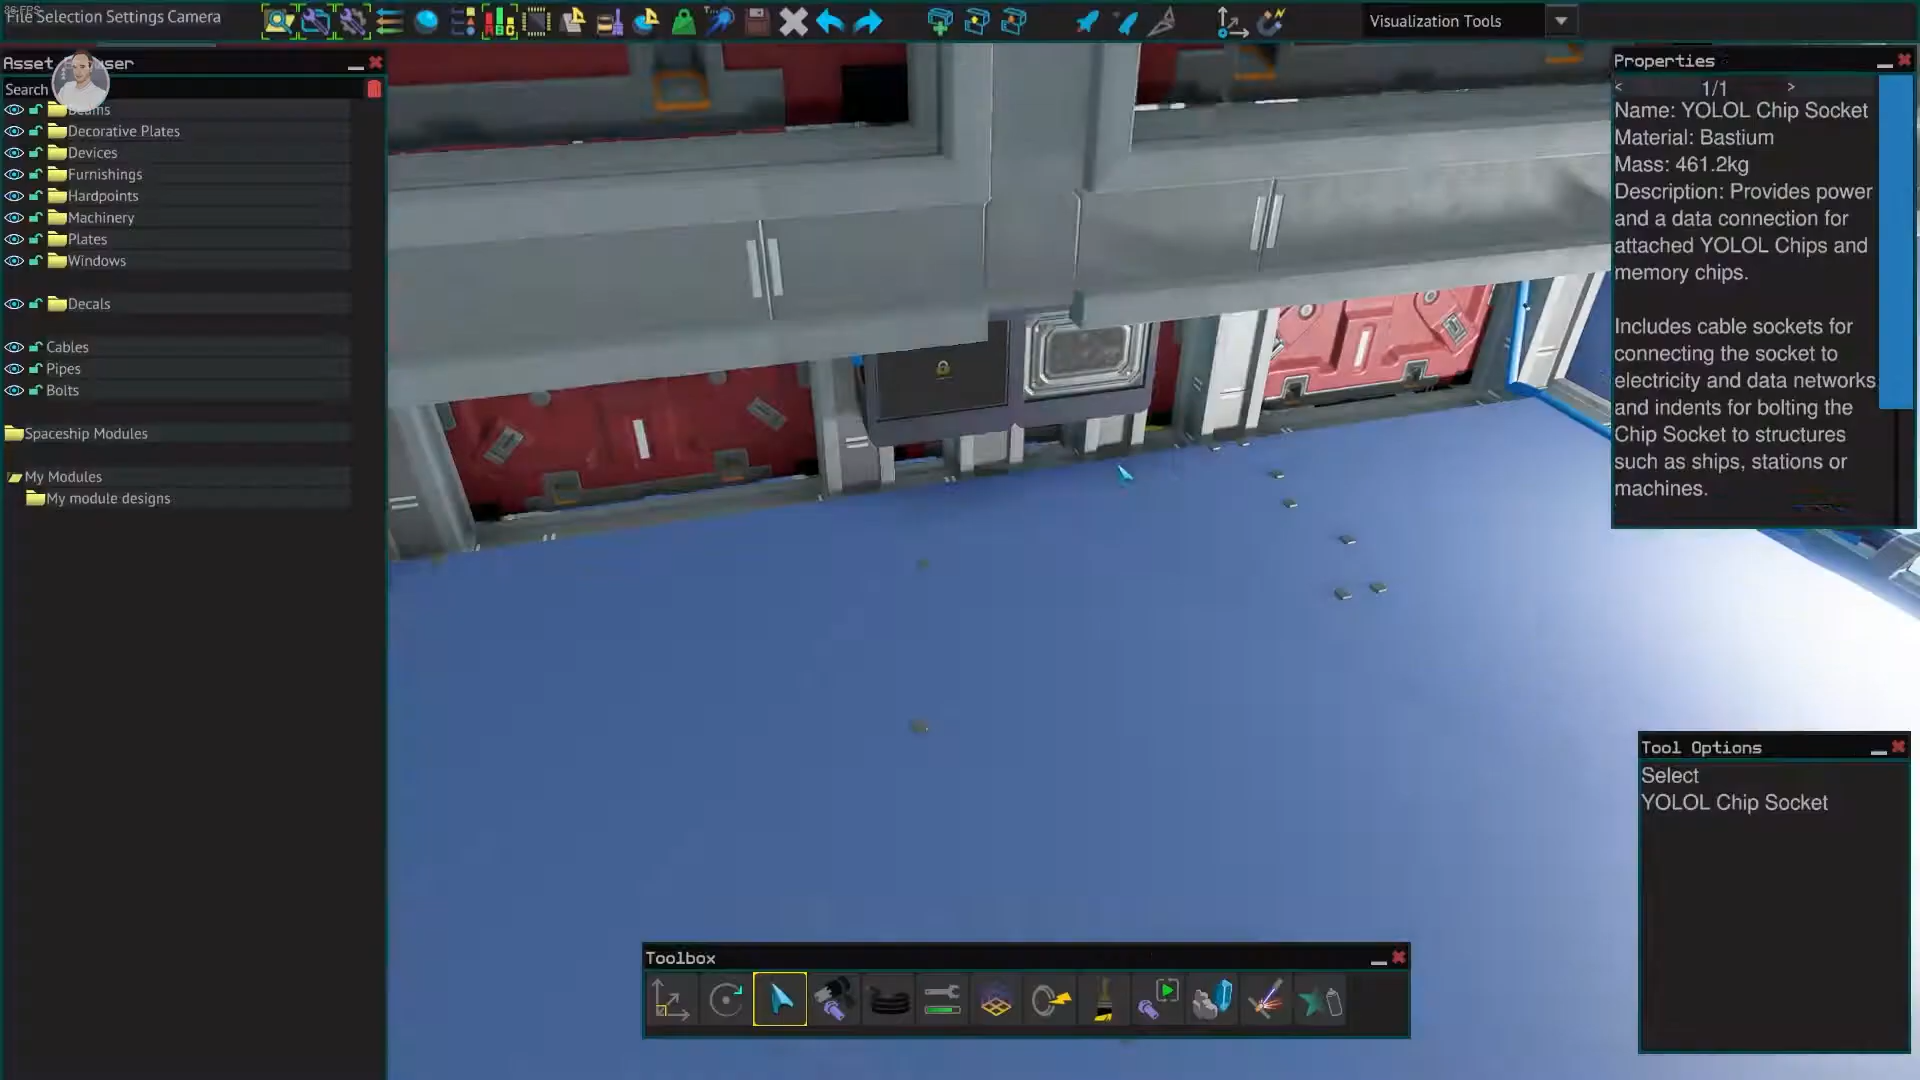 86 FPS
File Selection Settings Camera
Visualization Tools
Asset Browser
Search
Beams
Decorative Plates
Devices
Furnishings
Hardpoints
Machinery
Plates
Windows
Decals
Cables
Pipes
Bolts
Spaceship Modules
My Modules
My module designs
Properties
< 1/1 >
Name: YOLOL Chip Socket
Material: Bastium
Mass: 461.2kg
Description: Provides power
and a data connection for
attached YOLOL Chips and
memory chips.
Includes cable sockets for
connecting the socket to
electricity and data networks
and indents for bolting the
Chip Socket to structures
such as ships, stations or
machines.
Tool Options
Select
YOLOL Chip Socket
Toolbox